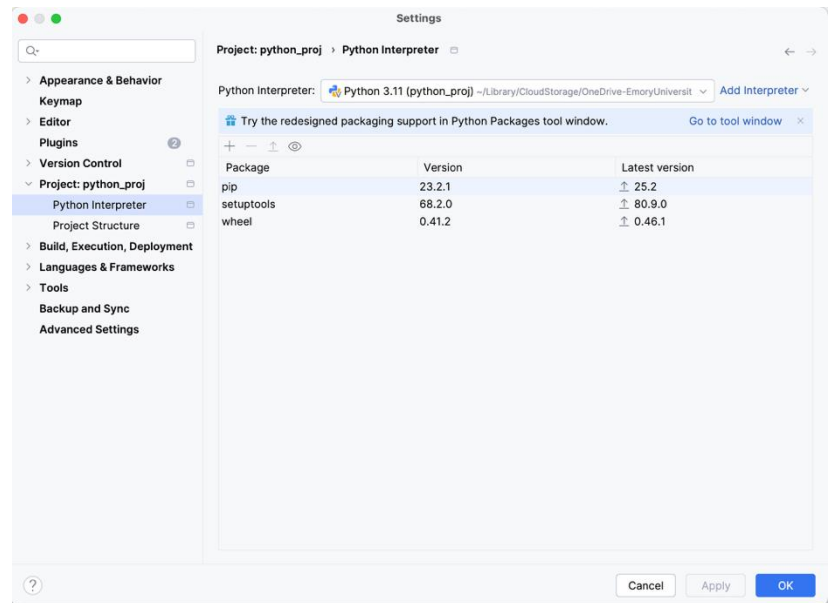 Settings
Project: python_proj › Python Interpreter
Appearance & Behavior
Keymap
Editor
Plugins 2
Version Control
Project: python_proj
Python Interpreter
Project Structure
Build, Execution, Deployment
Languages & Frameworks
Tools
Backup and Sync
Advanced Settings
Python Interpreter: Python 3.11 (python_proj) ~/Library/CloudStorage/OneDrive-EmoryUniversit Add Interpreter
Try the redesigned packaging support in Python Packages tool window. Go to tool window
Package Version Latest version
pip 23.2.1 25.2
setuptools 68.2.0 80.9.0
wheel 0.41.2 0.46.1
? Cancel Apply OK